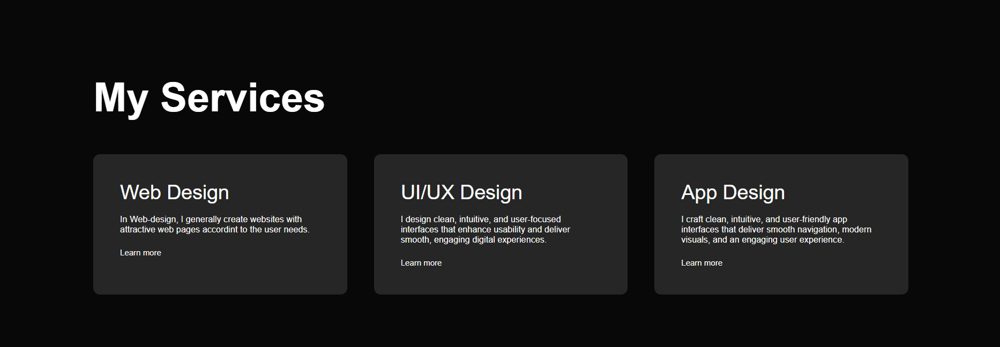 My Services
Web Design
In Web-design, I generally create websites with
attractive web pages accordint to the user needs.
Learn more
UI/UX Design
I design clean, intuitive, and user-focused
interfaces that enhance usability and deliver
smooth, engaging digital experiences.
Learn more
App Design
I craft clean, intuitive, and user-friendly app
interfaces that deliver smooth navigation, modern
visuals, and an engaging user experience.
Learn more